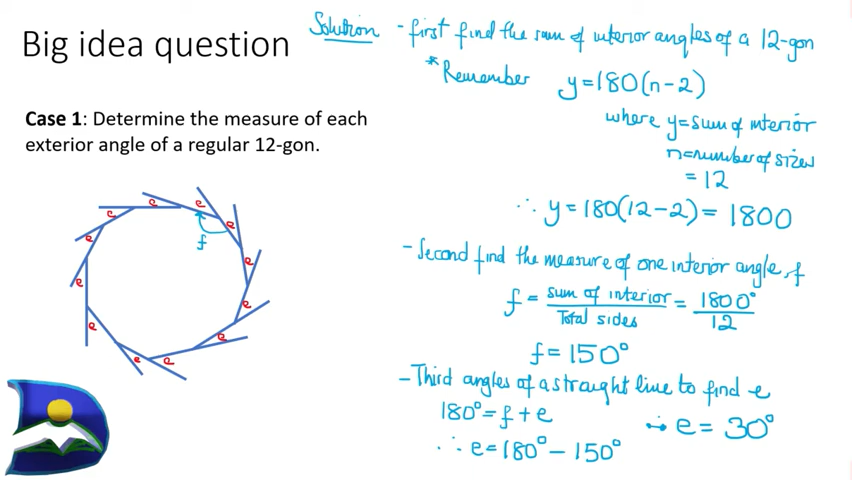 Big idea question
Case 1: Determine the measure of each
exterior angle of a regular 12-gon.
e
e
e
e
e
e
e
e
e
e
e
e
f
Solution - first find the sum of interior angles of a 12-gon
*Remember y=180(n-2)
where y=sum of interior
n=number of sizes
= 12
∴ y=180(12-2)=1800
- Second find the measure of one interior angle, f
f = sum of interior / Total sides = 1800° / 12
f = 150°
- Third angles of a straight line to find e
180° = f + e
∴ e = 180° - 150°
∴ e = 30°